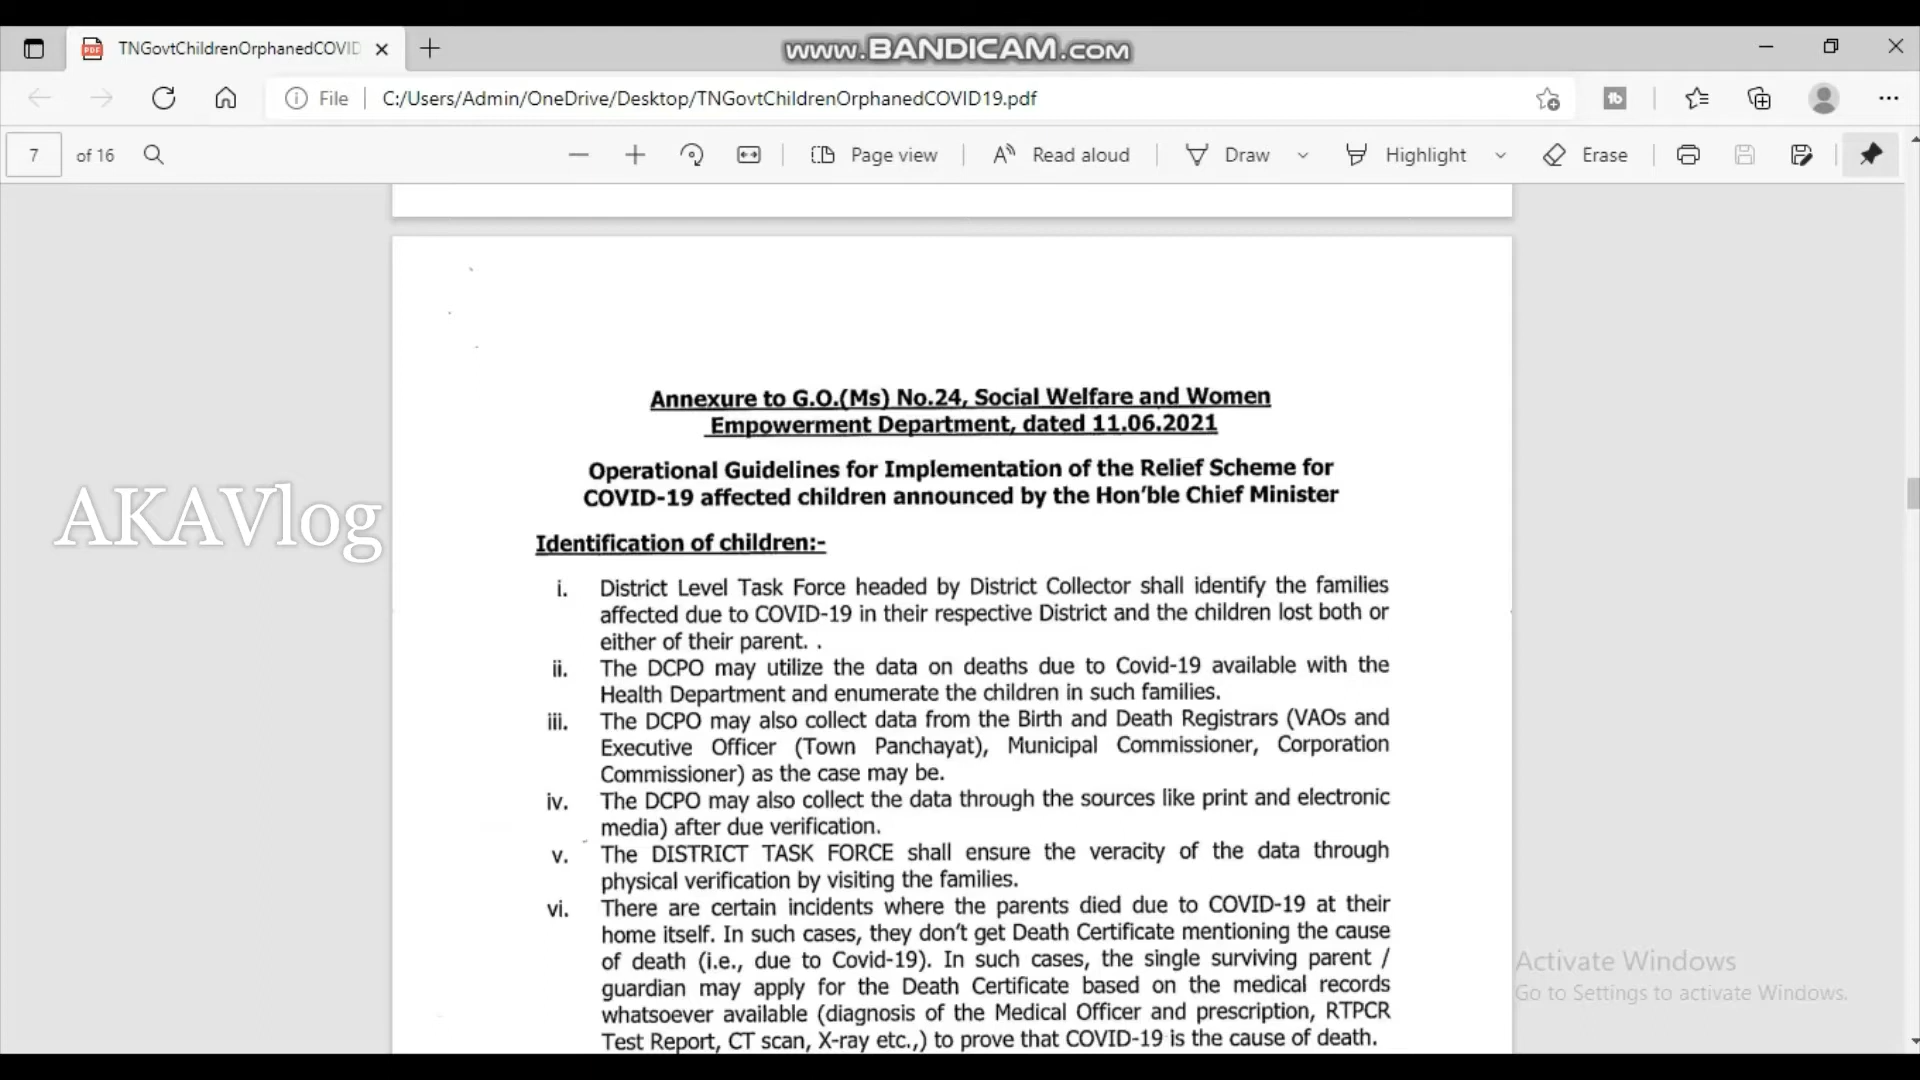 TNGovtChildrenOrphanedCOVID
www.BANDICAM.com
File
C:/Users/Admin/OneDrive/Desktop/TNGovtChildrenOrphanedCOVID19.pdf
7 of 16
Page view
Read aloud
Draw
Highlight
Erase
Annexure to G.O.(Ms) No.24, Social Welfare and Women
Empowerment Department, dated 11.06.2021
Operational Guidelines for Implementation of the Relief Scheme for
COVID-19 affected children announced by the Hon'ble Chief Minister
AKAVlog
Identification of children:-
i. District Level Task Force headed by District Collector shall identify the families
affected due to COVID-19 in their respective District and the children lost both or
either of their parent. .
ii. The DCPO may utilize the data on deaths due to Covid-19 available with the
Health Department and enumerate the children in such families.
iii. The DCPO may also collect data from the Birth and Death Registrars (VAOs and
Executive Officer (Town Panchayat), Municipal Commissioner, Corporation
Commissioner) as the case may be.
iv. The DCPO may also collect the data through the sources like print and electronic
media) after due verification.
v. The DISTRICT TASK FORCE shall ensure the veracity of the data through
physical verification by visiting the families.
vi. There are certain incidents where the parents died due to COVID-19 at their
home itself. In such cases, they don't get Death Certificate mentioning the cause
of death (i.e., due to Covid-19). In such cases, the single surviving parent /
guardian may apply for the Death Certificate based on the medical records
whatsoever available (diagnosis of the Medical Officer and prescription, RTPCR
Test Report, CT scan, X-ray etc.,) to prove that COVID-19 is the cause of death.
Activate Windows
Go to Settings to activate Windows.